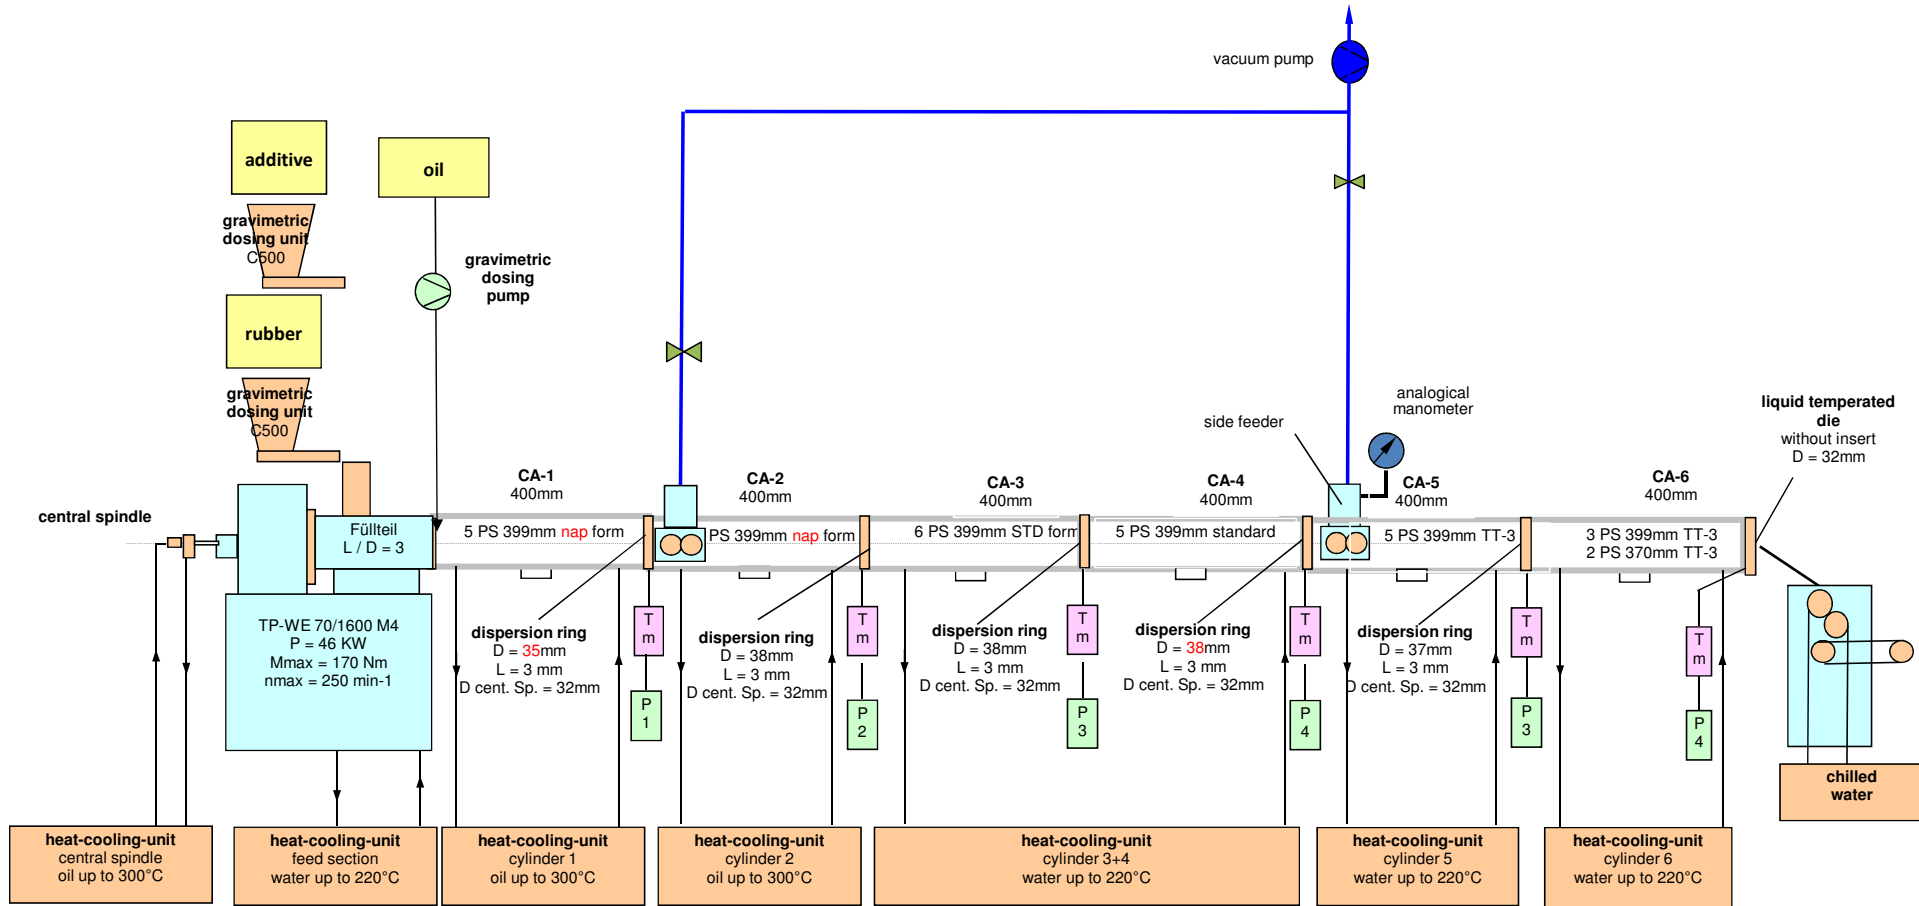 vacuum pump
additive
oil
gravimetric
dosing unit
C500
gravimetric
dosing
pump
rubber
gravimetric
dosing unit
C500
analogical
manometer
side feeder
liquid temperated
die
without insert
D = 32mm
CA-1
400mm
CA-2
400mm
CA-3
400mm
CA-4
400mm
CA-5
400mm
CA-6
400mm
central spindle
Füllteil
L / D = 3
5 PS 399mm nap form
PS 399mm nap form
6 PS 399mm STD form
5 PS 399mm standard
5 PS 399mm TT-3
3 PS 399mm TT-3
2 PS 370mm TT-3
TP-WE 70/1600 M4
P = 46 KW
Mmax = 170 Nm
nmax = 250 min-1
dispersion ring
D = 35mm
L = 3 mm
D cent. Sp. = 32mm
T
m
P
1
dispersion ring
D = 38mm
L = 3 mm
D cent. Sp. = 32mm
T
m
P
2
dispersion ring
D = 38mm
L = 3 mm
D cent. Sp. = 32mm
T
m
P
3
dispersion ring
D = 38mm
L = 3 mm
D cent. Sp. = 32mm
T
m
P
4
dispersion ring
D = 37mm
L = 3 mm
D cent. Sp. = 32mm
T
m
P
3
T
m
P
4
chilled
water
heat-cooling-unit
central spindle
oil up to 300°C
heat-cooling-unit
feed section
water up to 220°C
heat-cooling-unit
cylinder 1
oil up to 300°C
heat-cooling-unit
cylinder 2
oil up to 300°C
heat-cooling-unit
cylinder 3+4
water up to 220°C
heat-cooling-unit
cylinder 5
water up to 220°C
heat-cooling-unit
cylinder 6
water up to 220°C